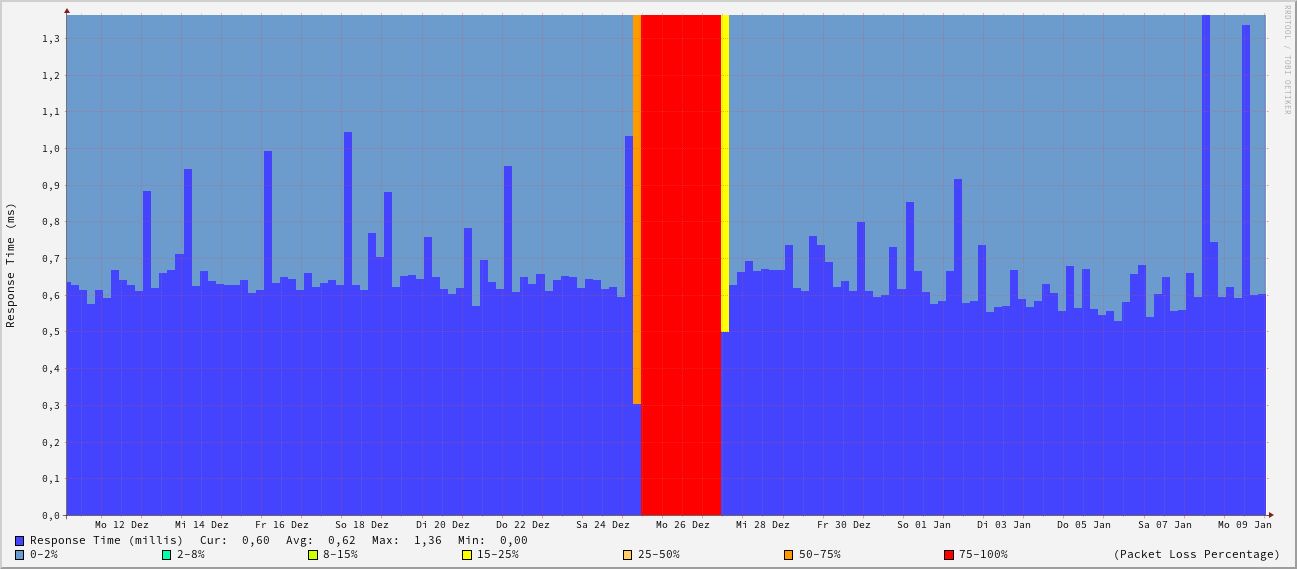 RRDTOOL / TOBI OETIKER
Response Time (ms)
1,3
1,2
1,1
1,0
0,9
0,8
0,7
0,6
0,5
0,4
0,3
0,2
0,1
0,0
Mo 12 Dez Mi 14 Dez Fr 16 Dez So 18 Dez Di 20 Dez Do 22 Dez Sa 24 Dez Mo 26 Dez Mi 28 Dez Fr 30 Dez So 01 Jan Di 03 Jan Do 05 Jan Sa 07 Jan Mo 09 Jan
Response Time (millis) Cur: 0,60 Avg: 0,62 Max: 1,36 Min: 0,00
0-2% 2-8% 8-15% 15-25% 25-50% 50-75% 75-100% (Packet Loss Percentage)